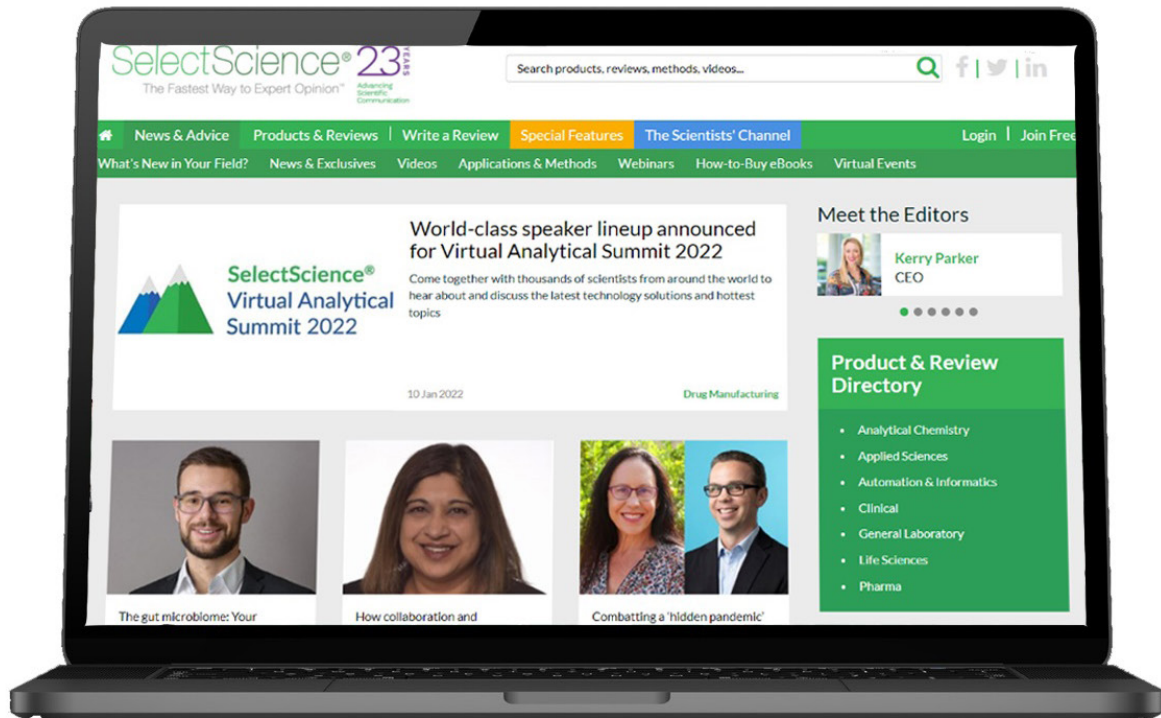 SelectScience® 23 YEARS
The Fastest Way to Expert Opinion™
Advancing
Scientific
Communication
Search products, reviews, methods, videos...
f | | in
News & Advice Products & Reviews | Write a Review Special Features The Scientists' Channel Login | Join Free
What's New in Your Field? News & Exclusives Videos Applications & Methods Webinars How-to-Buy eBooks Virtual Events
SelectScience®
Virtual Analytical
Summit 2022
World-class speaker lineup announced
for Virtual Analytical Summit 2022
Come together with thousands of scientists from around the world to
hear about and discuss the latest technology solutions and hottest
topics
10 Jan 2022 Drug Manufacturing
Meet the Editors
Kerry Parker
CEO
Product & Review
Directory
Analytical Chemistry
Applied Sciences
Automation & Informatics
Clinical
General Laboratory
Life Sciences
Pharma
The gut microbiome: Your
How collaboration and
Combatting a 'hidden pandemic'